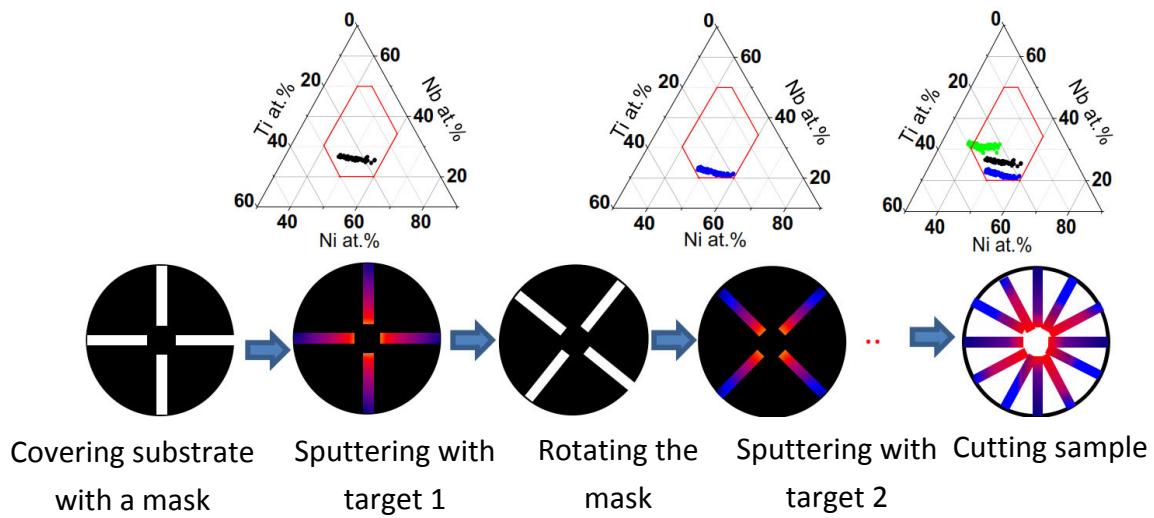 0
60
20
Ti at.%
Nb at.%
40
40
60
20
40
60
80
Ni at.%
0
60
20
Ti at.%
Nb at.%
40
40
60
20
40
60
80
Ni at.%
0
60
20
Ti at.%
Nb at.%
40
40
60
20
40
60
80
Ni at.%
Covering substrate
with a mask
Sputtering with
target 1
Rotating the
mask
Sputtering with
target 2
Cutting sample